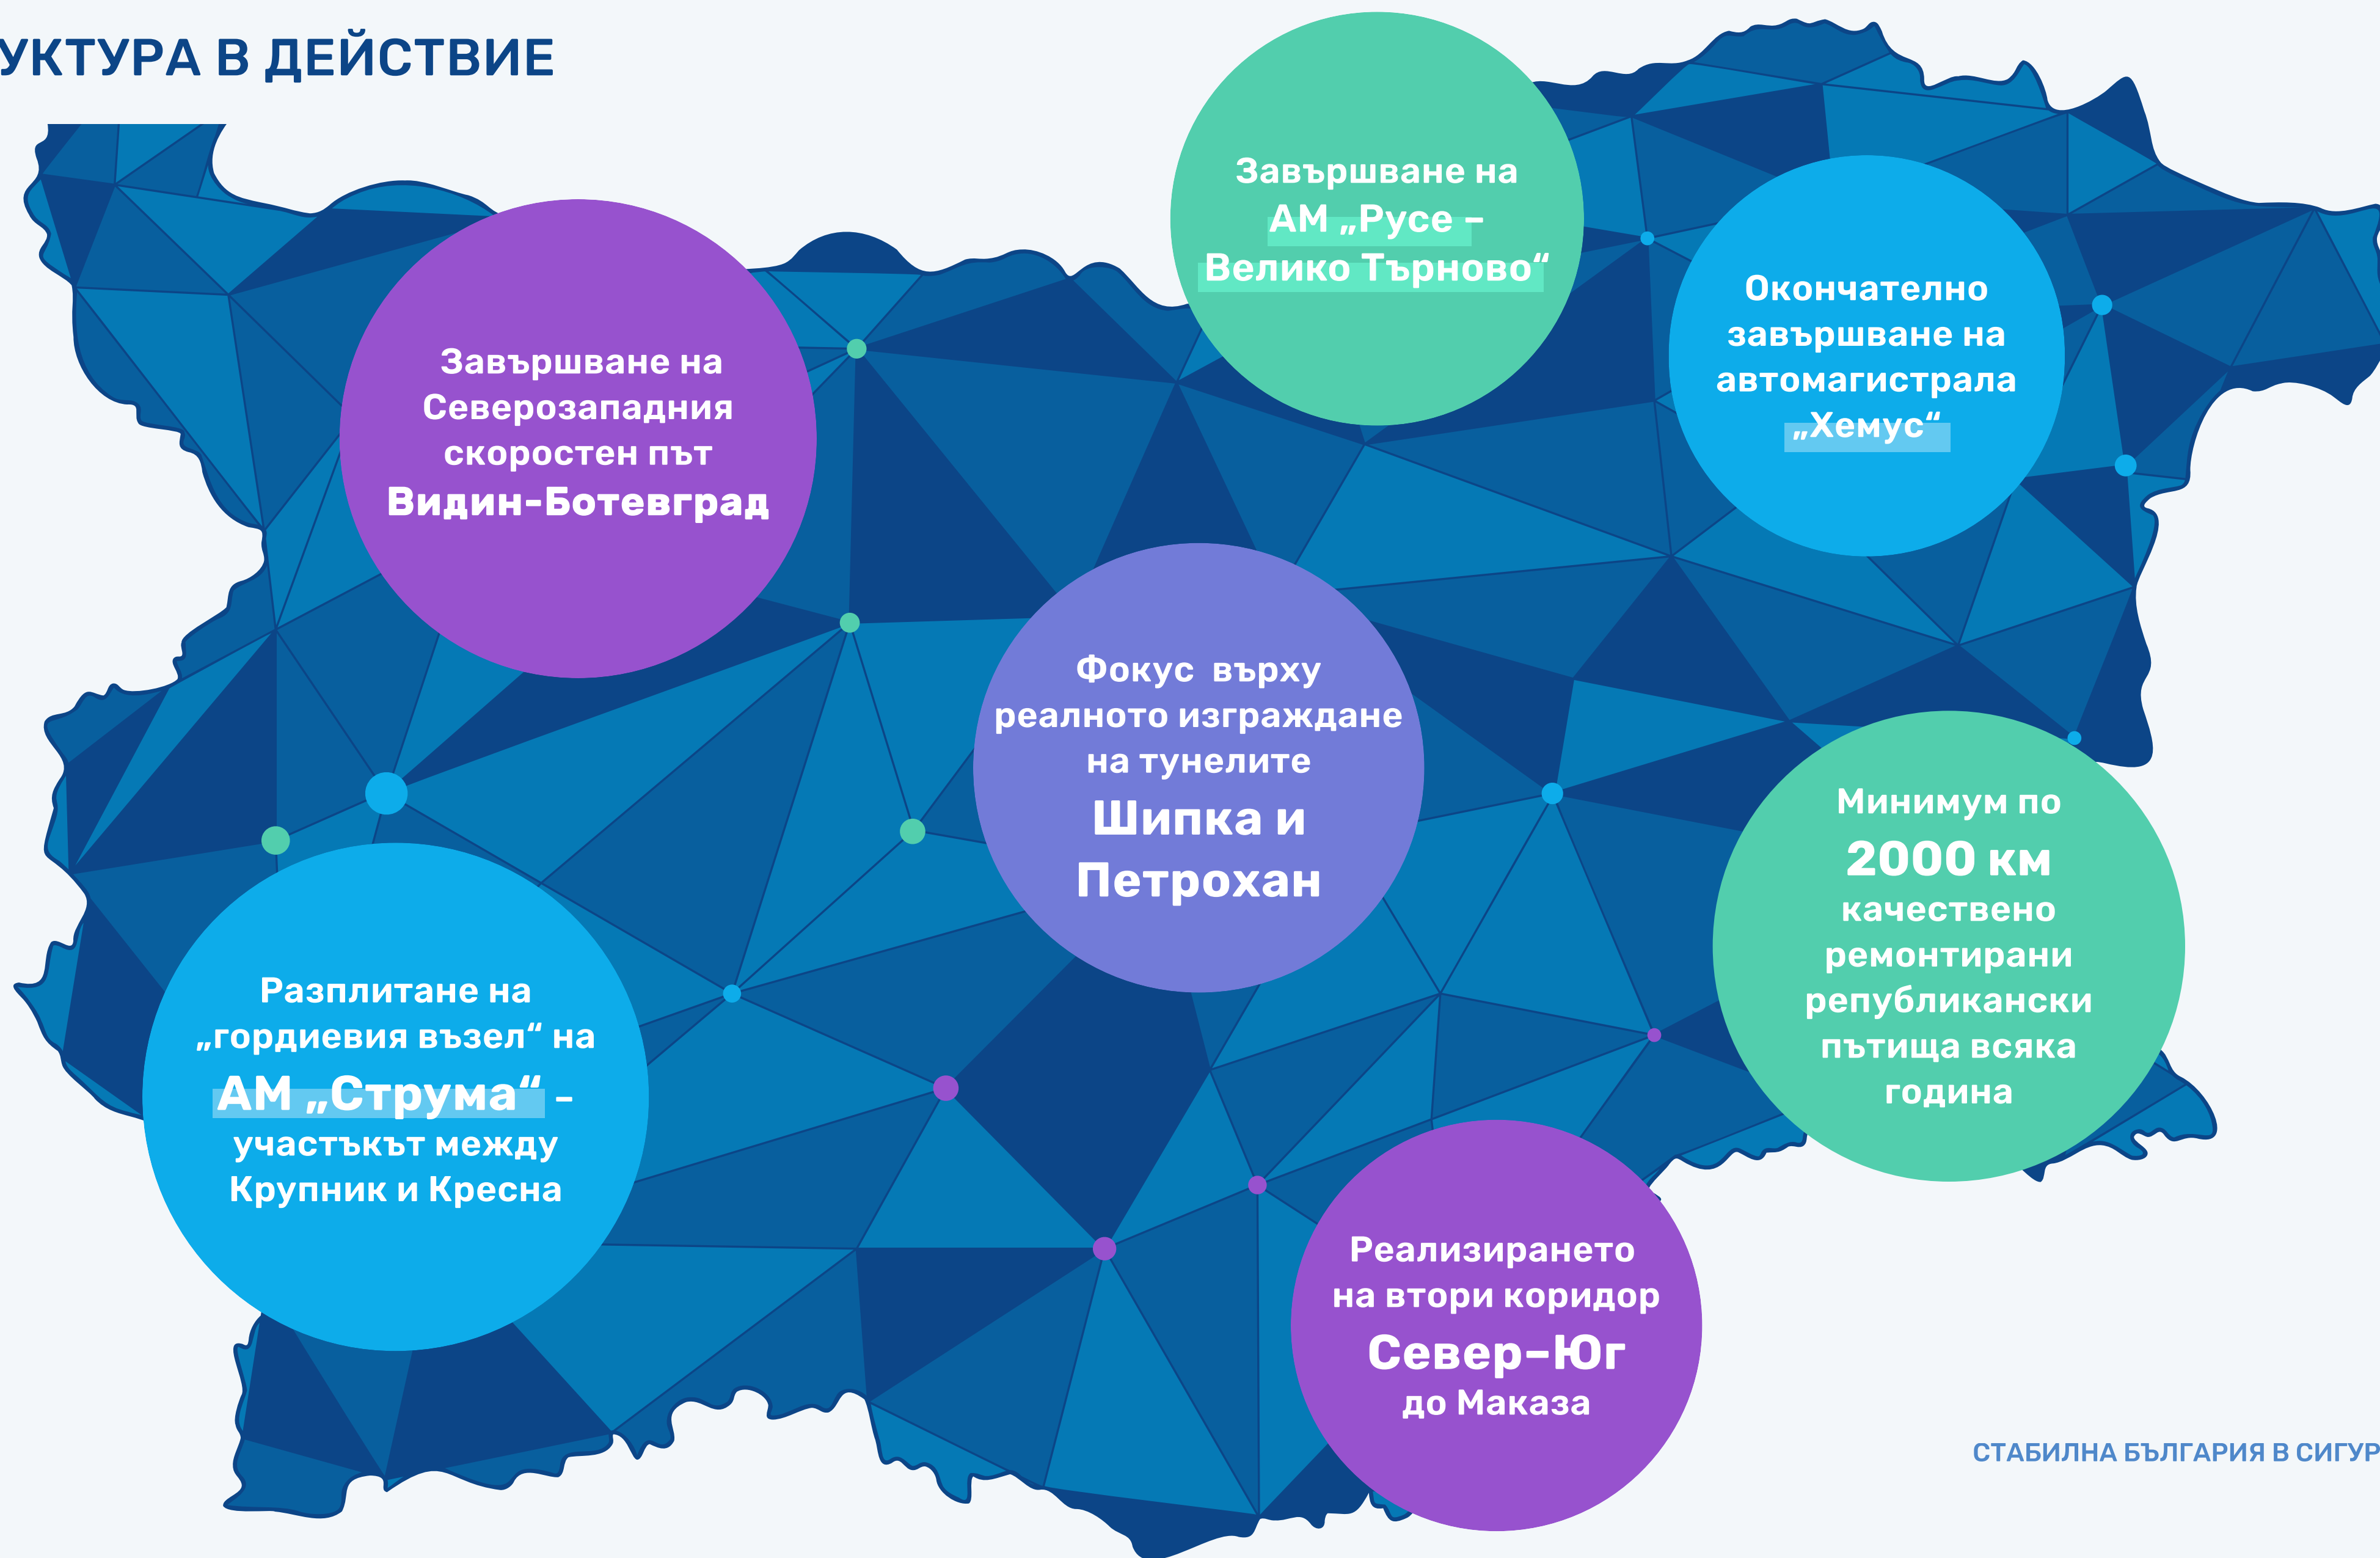 УКТУРА В ДЕЙСТВИЕ
Завършване на
АМ „Русе –
Велико Търново“
Окончателно
завършване на
автомагистрала
„Хемус“
Завършване на
Северозападния
скоростен път
Видин-Ботевград
Фокус върху
реалното изграждане
на тунелите
Шипка и
Петрохан
Минимум по
2000 км
качествено
ремонтирани
републикански
пътища всяка
година
Разплитане на
„гордиевия възел“ на
АМ „Струма“ –
участъкът между
Крупник и Кресна
Реализирането
на втори коридор
Север–Юг
до Маказа
СТАБИЛНА БЪЛГАРИЯ В СИГУР